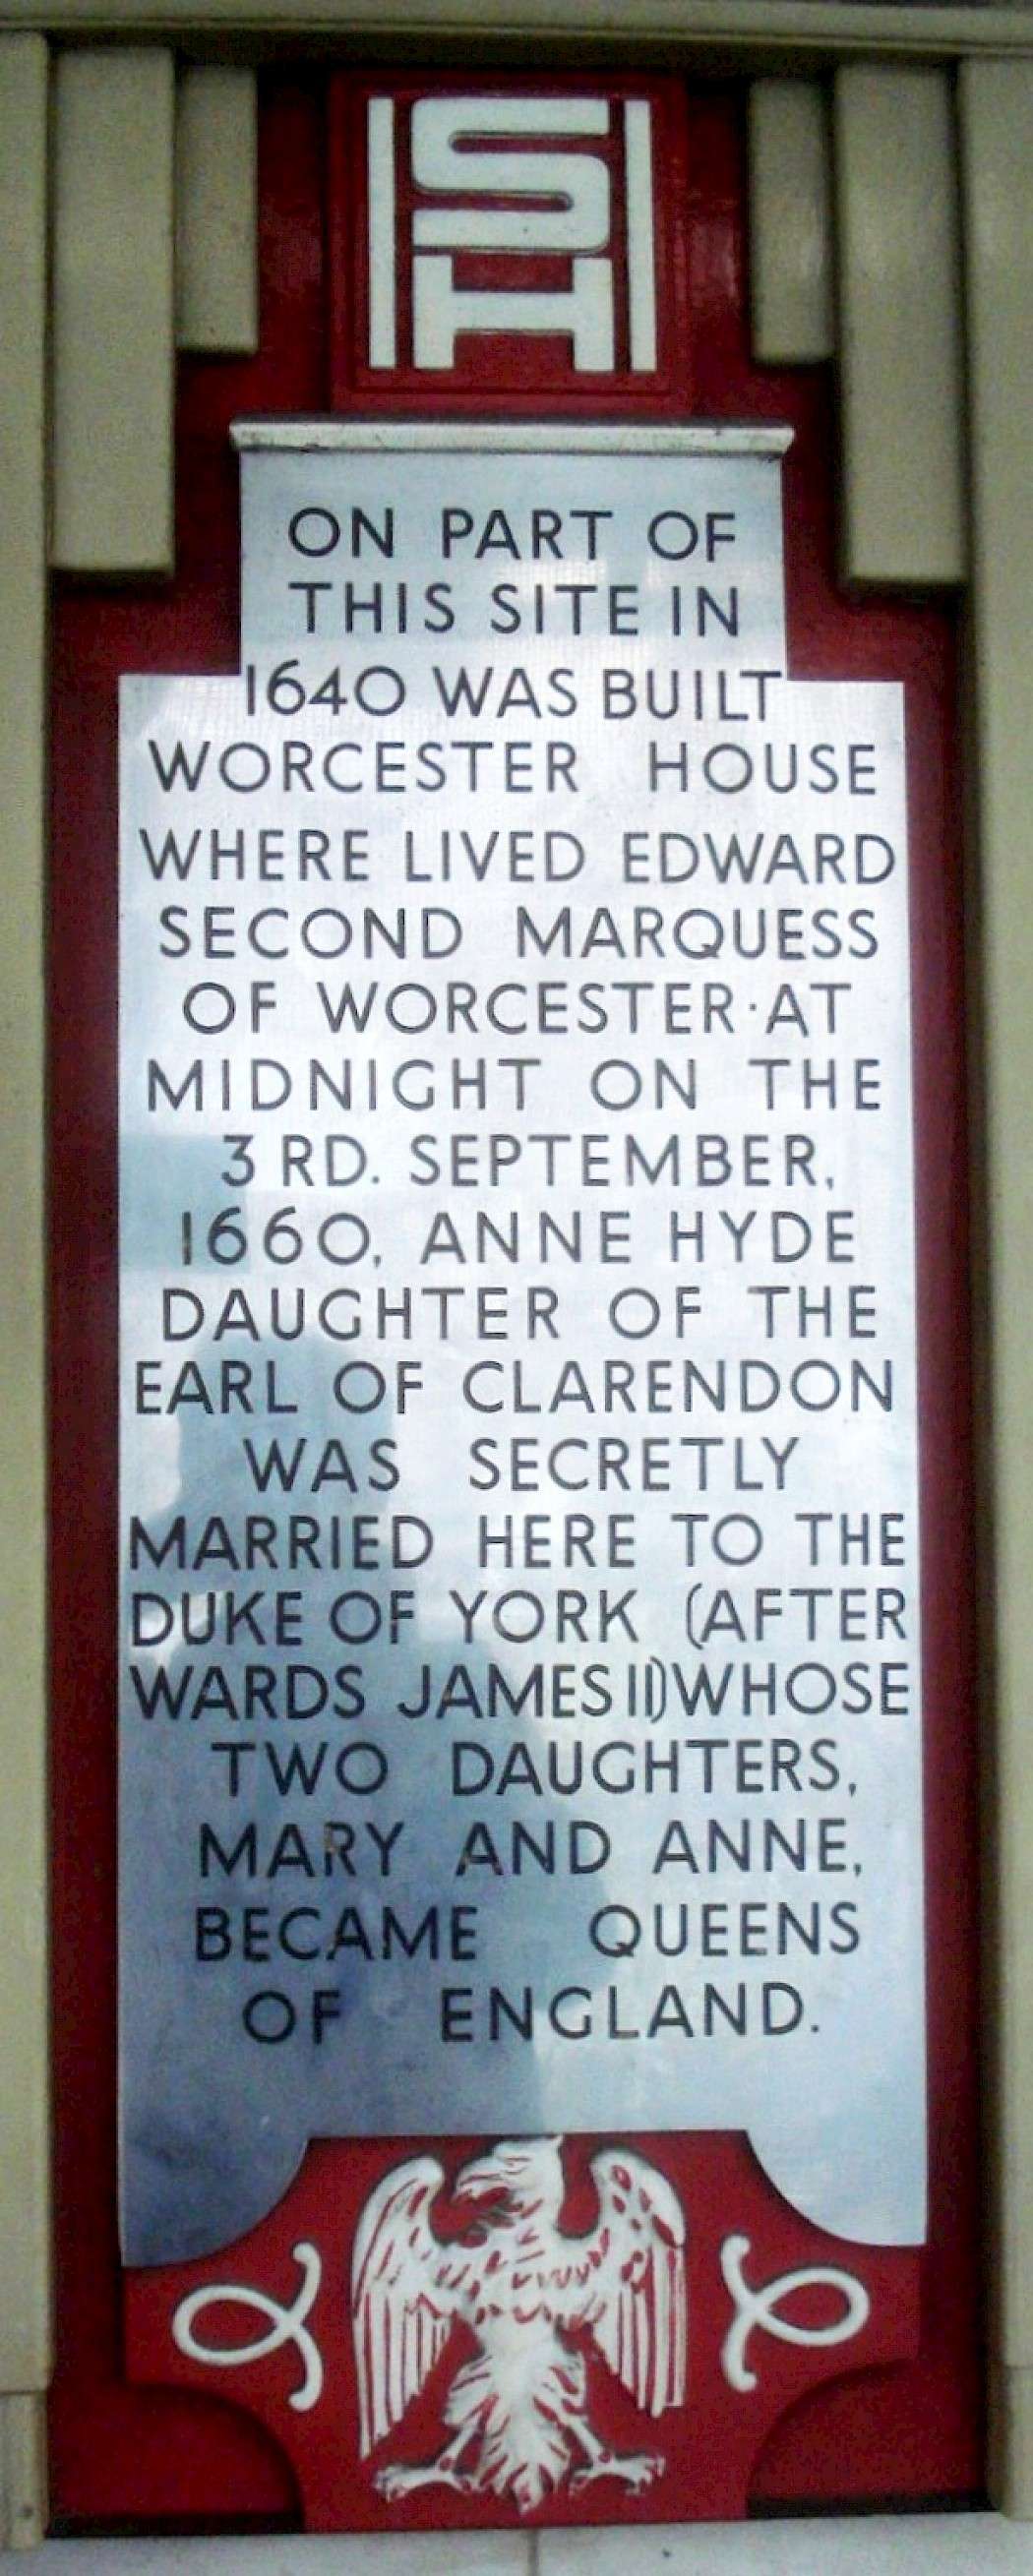 SH
ON PART OF
THIS SITE IN
1640 WAS BUILT
WORCESTER HOUSE
WHERE LIVED EDWARD
SECOND MARQUESS
OF WORCESTER·AT
MIDNIGHT ON THE
3RD. SEPTEMBER,
1660, ANNE HYDE
DAUGHTER OF THE
EARL OF CLARENDON
WAS SECRETLY
MARRIED HERE TO THE
DUKE OF YORK (AFTER
WARDS JAMES II) WHOSE
TWO DAUGHTERS,
MARY AND ANNE,
BECAME QUEENS
OF ENGLAND.